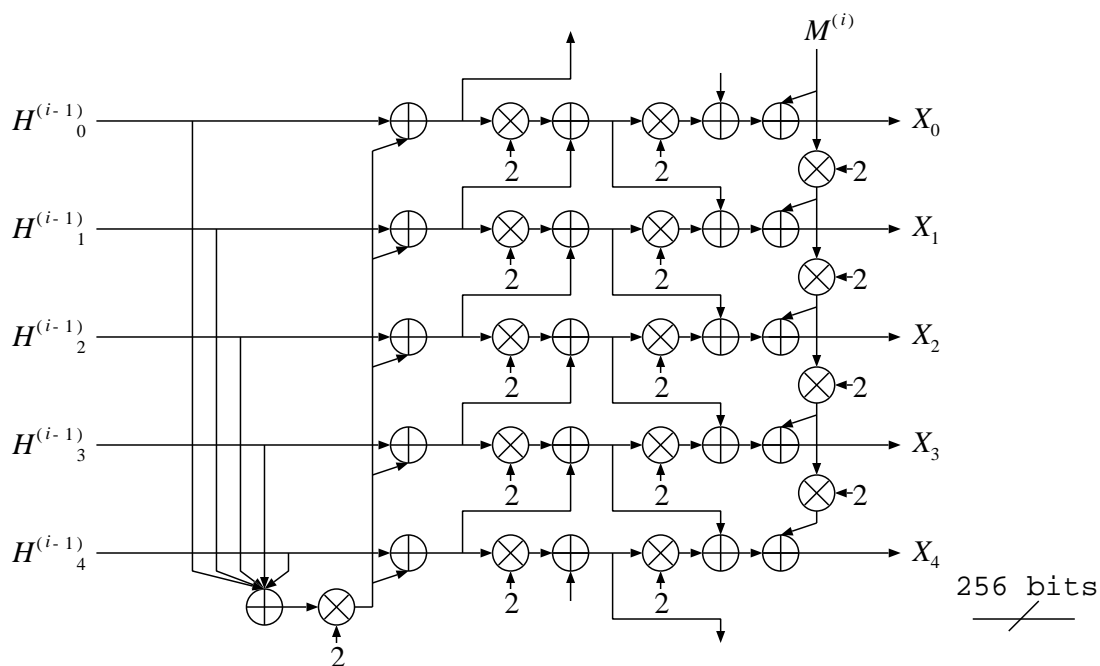 M^(i)
H^(i-1)_0 X_0
2 2
2
H^(i-1)_1 X_1
2 2
2
H^(i-1)_2 X_2
2 2
2
H^(i-1)_3 X_3
2 2
2
H^(i-1)_4 X_4
256 bits
2 2
2